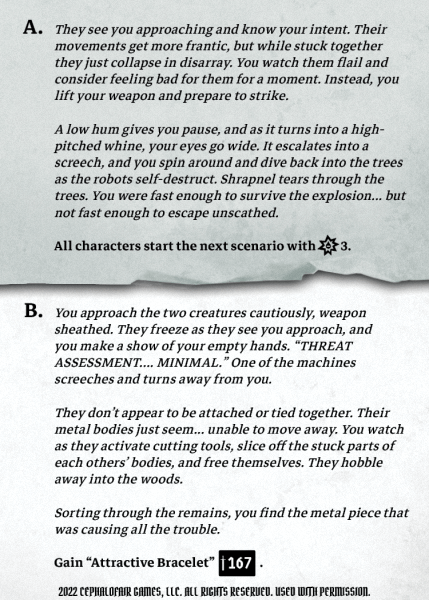 A. They see you approaching and know your intent. Their
movements get more frantic, but while stuck together
they just collapse in disarray. You watch them flail and
consider feeling bad for them for a moment. Instead, you
lift your weapon and prepare to strike.
A low hum gives you pause, and as it turns into a high-
pitched whine, your eyes go wide. It escalates into a
screech, and you spin around and dive back into the trees
as the robots self-destruct. Shrapnel tears through the
trees. You were fast enough to survive the explosion... but
not fast enough to escape unscathed.
All characters start the next scenario with 3.
B. You approach the two creatures cautiously, weapon
sheathed. They freeze as they see you approach, and
you make a show of your empty hands. “THREAT
ASSESSMENT.... MINIMAL.” One of the machines
screeches and turns away from you.
They don’t appear to be attached or tied together. Their
metal bodies just seem... unable to move away. You watch
as they activate cutting tools, slice off the stuck parts of
each others’ bodies, and free themselves. They hobble
away into the woods.
Sorting through the remains, you find the metal piece that
was causing all the trouble.
Gain “Attractive Bracelet” 167 .
2022 CEPHALOFAIR GAMES, LLC. ALL RIGHTS RESERVED. USED WITH PERMISSION.